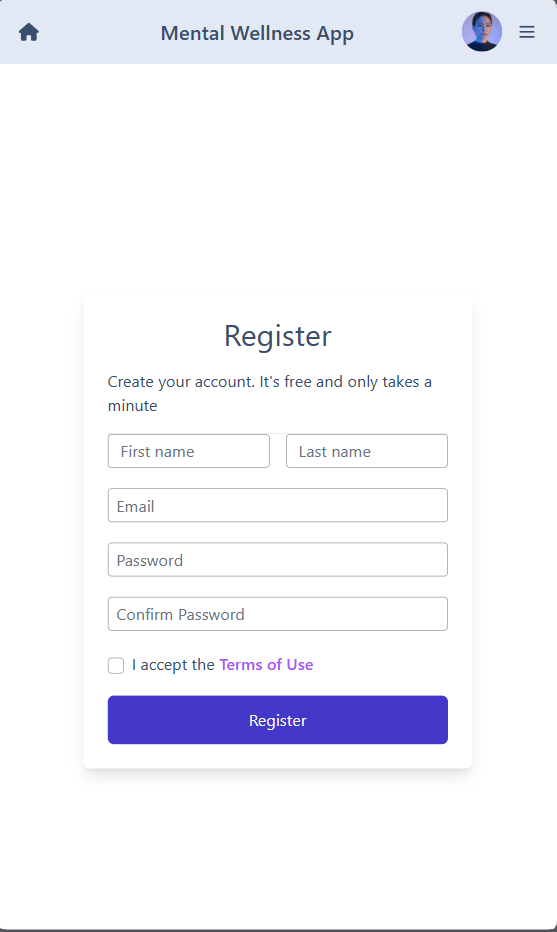 Mental Wellness App
Register
Create your account. It's free and only takes a
minute
First name
Last name
Email
Password
Confirm Password
I accept the Terms of Use
Register